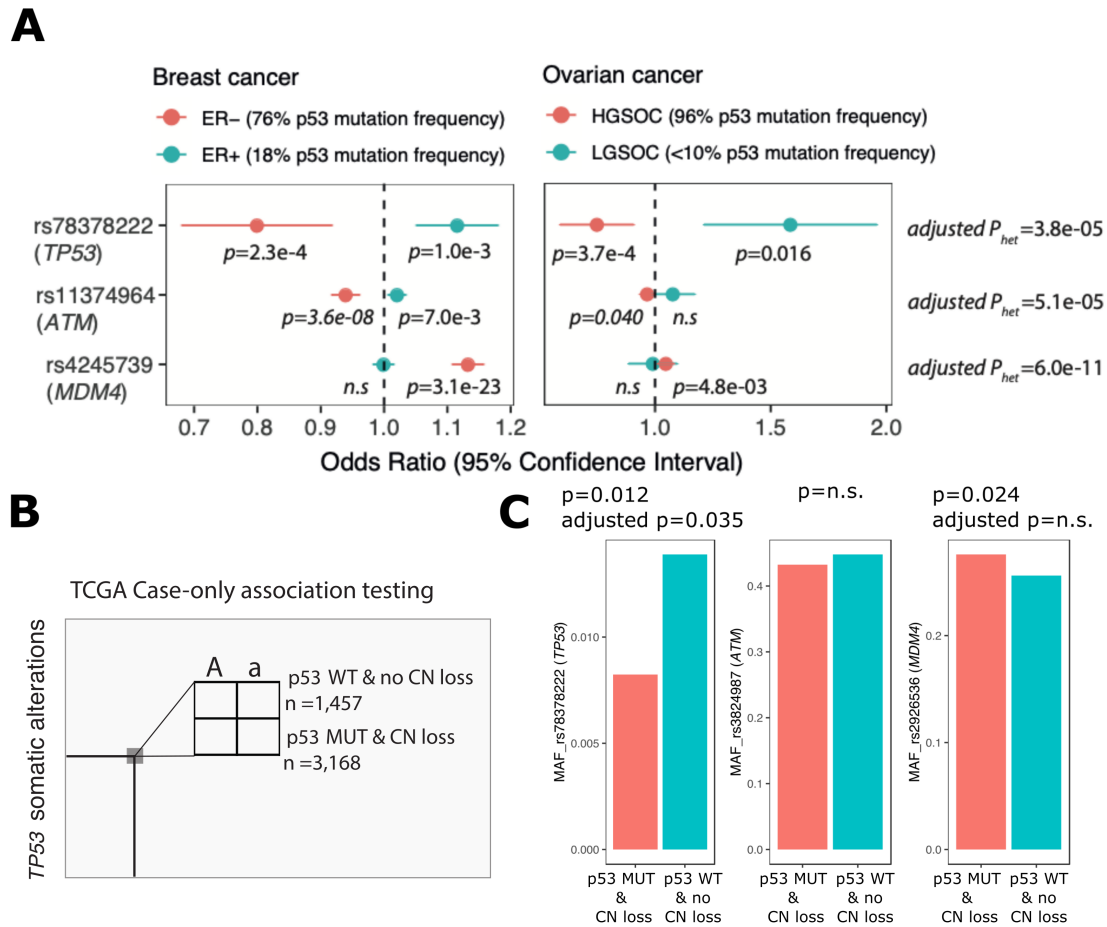 A
Breast cancer
ER− (76% p53 mutation frequency)
ER+ (18% p53 mutation frequency)
Ovarian cancer
HGSOC (96% p53 mutation frequency)
LGSOC (<10% p53 mutation frequency)
rs78378222
(TP53)
p=2.3e-4
p=1.0e-3
p=3.7e-4
p=0.016
adjusted Phet=3.8e-05
rs11374964
(ATM)
p=3.6e-08
p=7.0e-3
p=0.040
n.s
adjusted Phet=5.1e-05
rs4245739
(MDM4)
n.s
p=3.1e-23
n.s
p=4.8e-03
adjusted Phet=6.0e-11
0.7 0.8 0.9 1.0 1.1 1.2
1.0 1.5 2.0
Odds Ratio (95% Confidence Interval)
B
TCGA Case-only association testing
TP53 somatic alterations
A a
p53 WT & no CN loss
n =1,457
p53 MUT & CN loss
n =3,168
C
p=0.012
adjusted p=0.035
MAF_rs78378222 (TP53)
0.010
0.005
0.000
p53 MUT
&
CN loss
p53 WT
& no
CN loss
p=n.s.
MAF_rs3824987 (ATM)
0.4
0.3
0.2
0.1
0.0
p53 MUT
&
CN loss
p53 WT
& no
CN loss
p=0.024
adjusted p=n.s.
MAF_rs2926536 (MDM4)
0.2
0.1
0.0
p53 MUT
&
CN loss
p53 WT
& no
CN loss